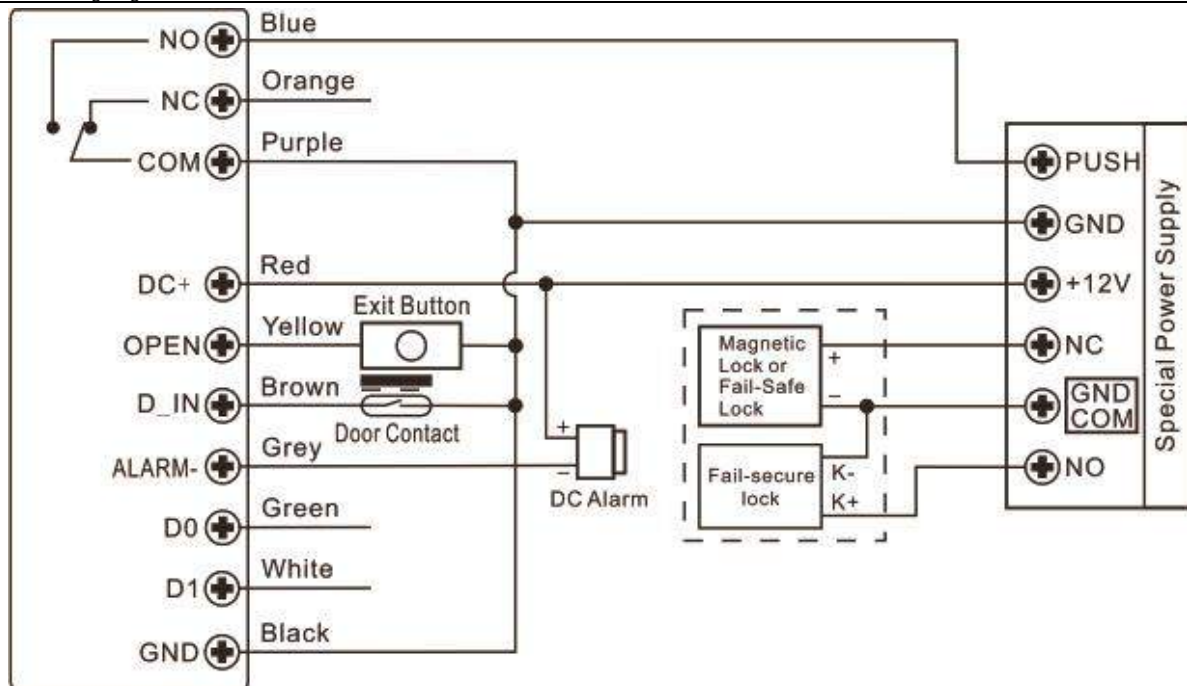 NO Blue
NC Orange
COM Purple
DC+ Red
OPEN Yellow Exit Button
D_IN Brown
Door Contact
ALARM- Grey
+
−
DC Alarm
D0 Green
D1 White
GND Black
Magnetic
Lock or
Fail-Safe
Lock
+
−
Fail-secure
lock
K-
K+
PUSH
GND
+12V
NC
GND
COM
NO
Special Power Supply